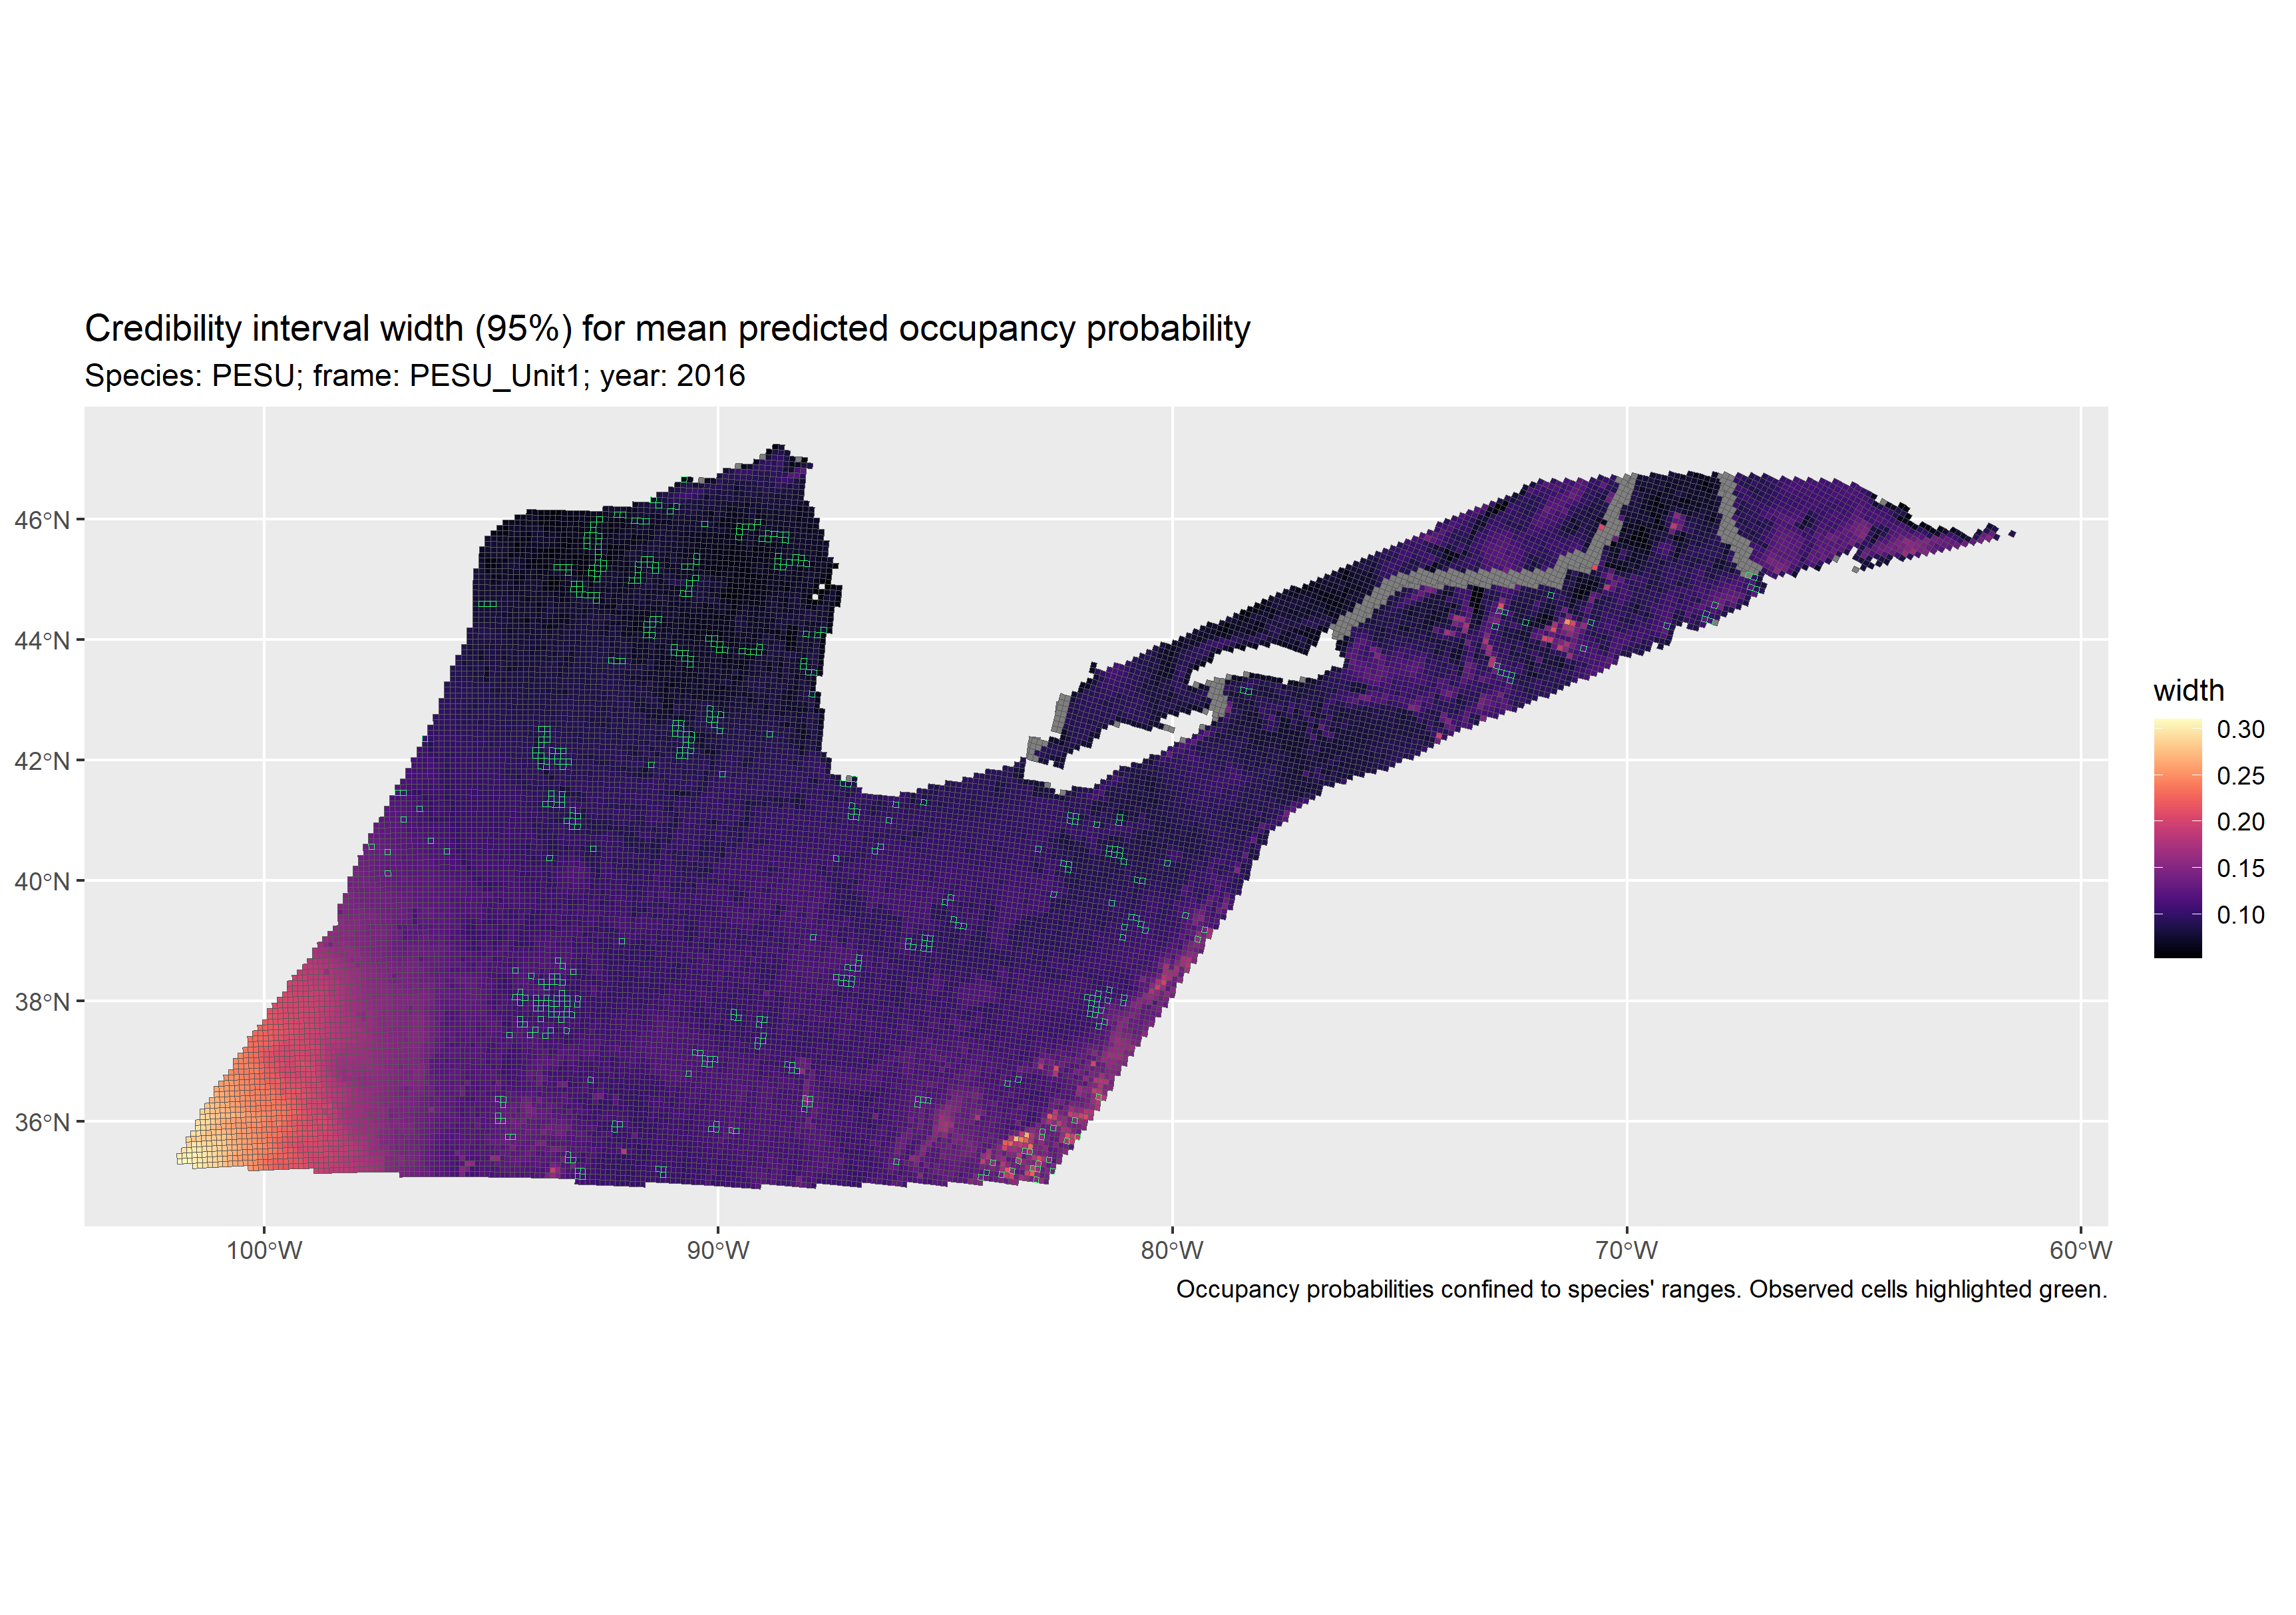 Credibility interval width (95%) for mean predicted occupancy probability
Species: PESU; frame: PESU_Unit1; year: 2016
46°N
44°N
42°N
40°N
38°N
36°N
100°W
90°W
80°W
70°W
60°W
width
0.30
0.25
0.20
0.15
0.10
Occupancy probabilities confined to species' ranges. Observed cells highlighted green.